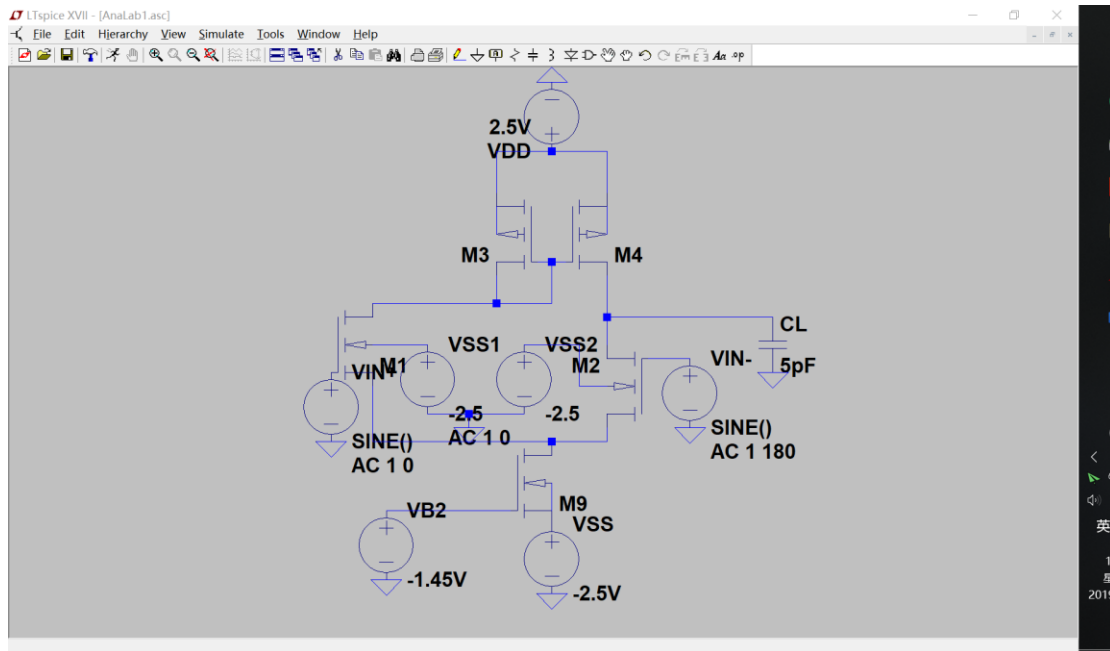 LTspice XVII - [AnaLab1.asc]
File Edit Hierarchy View Simulate Tools Window Help
2.5V
VDD
M3
M4
CL
5pF
VSS1
VSS2
VIN+
M1
M2
VIN-
-2.5
-2.5
SINE()
AC 1 0
AC 1 0
SINE()
AC 1 180
VB2
M9
VSS
-1.45V
-2.5V
英
2019